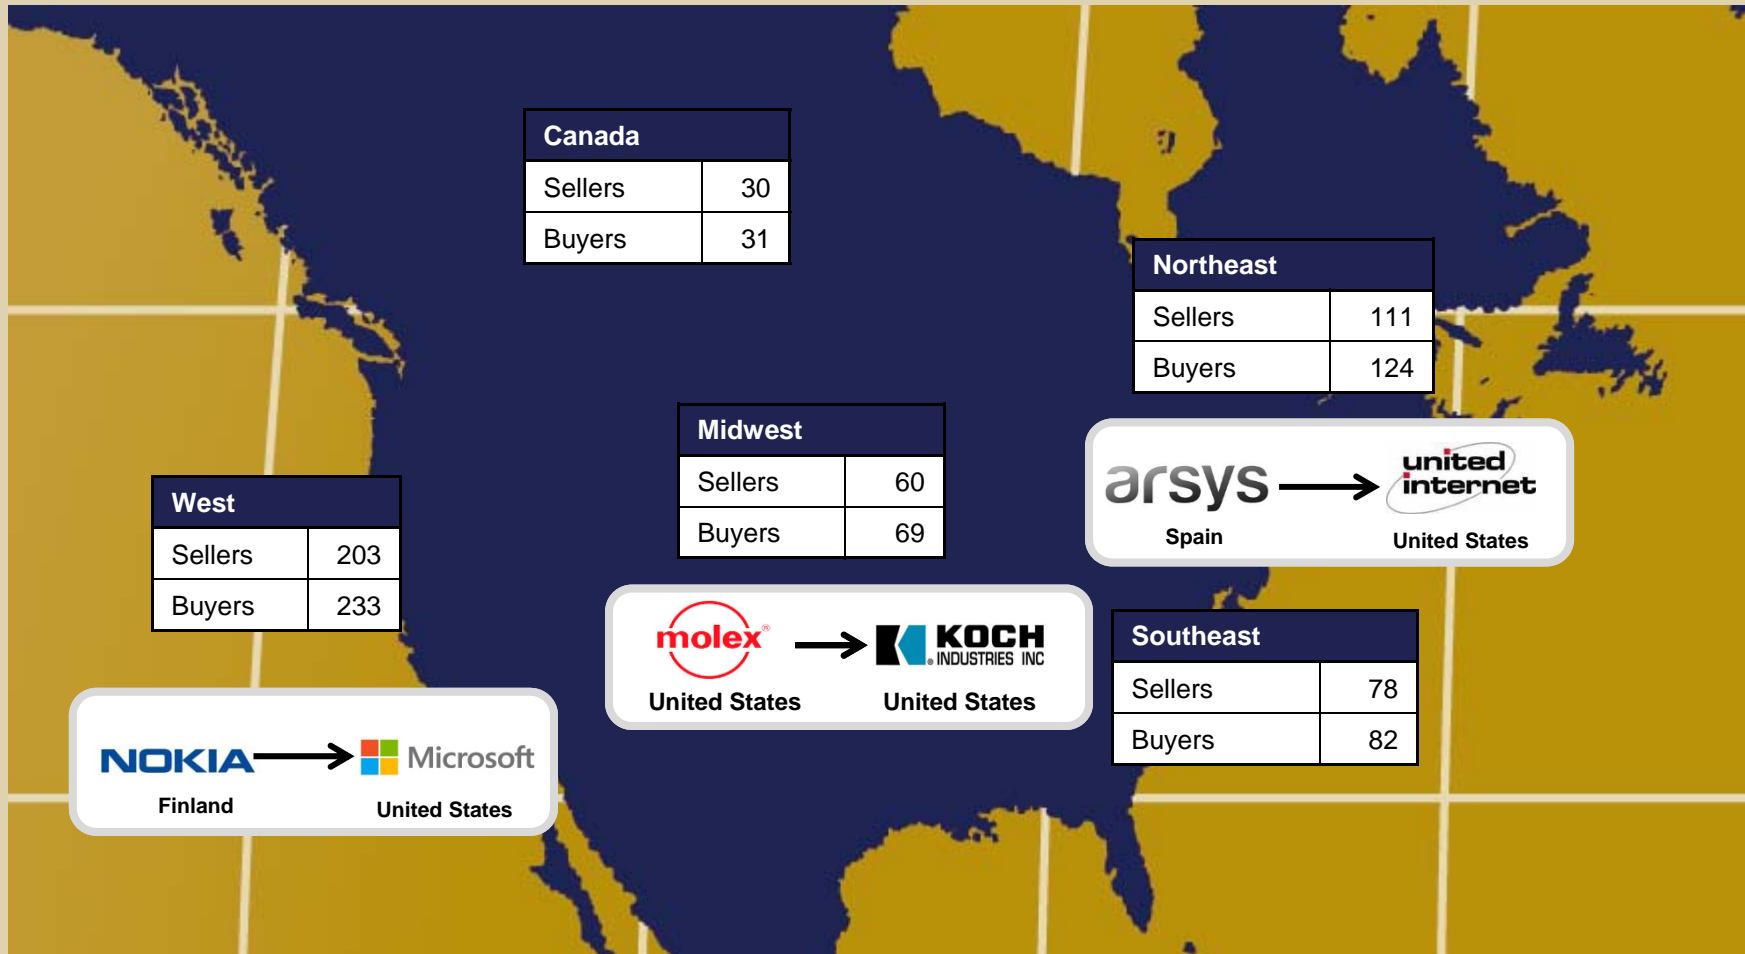 Canada
Sellers 30
Buyers 31
Northeast
Sellers 111
Buyers 124
Midwest
Sellers 60
Buyers 69
arsys
united
internet
Spain
United States
West
Sellers 203
Buyers 233
molex®
KOCH
® INDUSTRIES INC
United States
United States
Southeast
Sellers 78
Buyers 82
NOKIA
Microsoft
Finland
United States